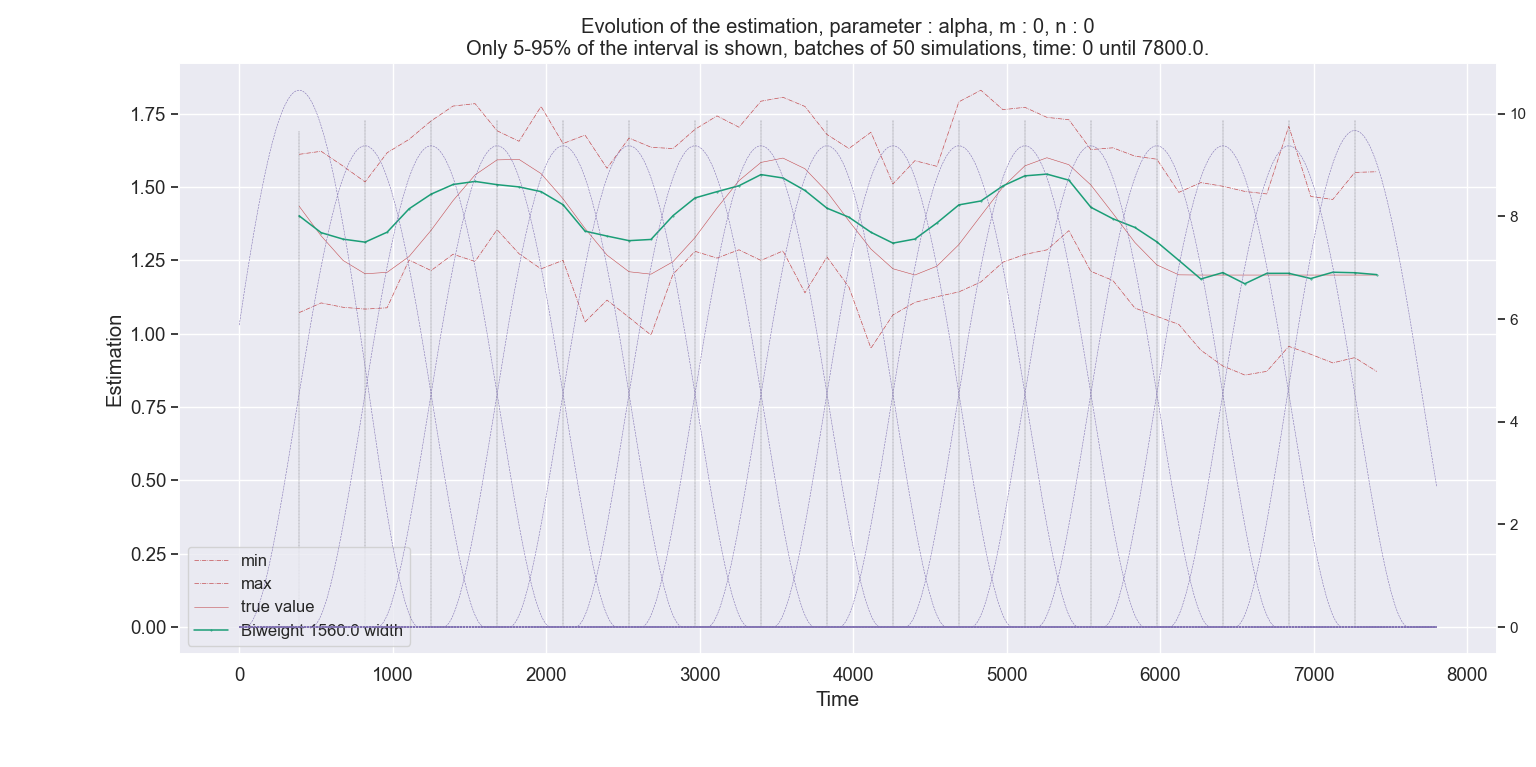 Evolution of the estimation, parameter : alpha, m : 0, n : 0
Only 5-95% of the interval is shown, batches of 50 simulations, time: 0 until 7800.0.
Estimation
1.75
1.50
1.25
1.00
0.75
0.50
0.25
0.00
10
8
6
4
2
0
min
max
true value
Biweight 1560.0 width
0 1000 2000 3000 4000 5000 6000 7000 8000
Time